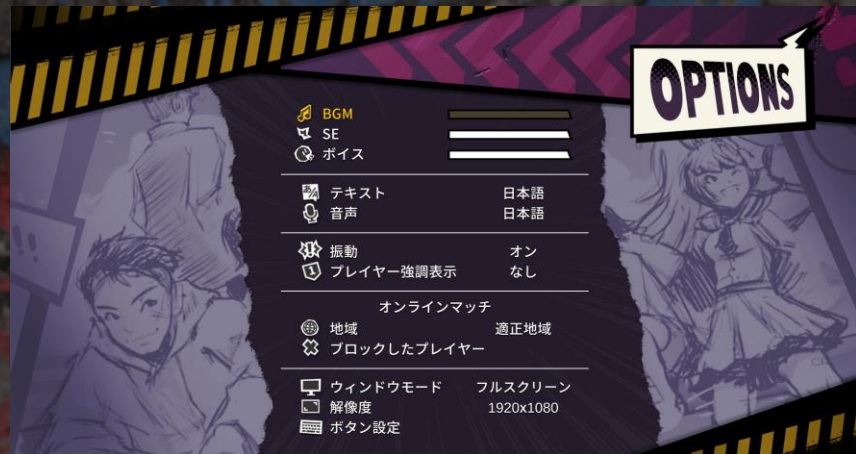 OPTIONS
BGM
SE
ボイス
テキスト 日本語
音声 日本語
振動 オン
プレイヤー強調表示 なし
オンラインマッチ
地域 適正地域
ブロックしたプレイヤー
ウィンドウモード フルスクリーン
解像度 1920x1080
ボタン設定